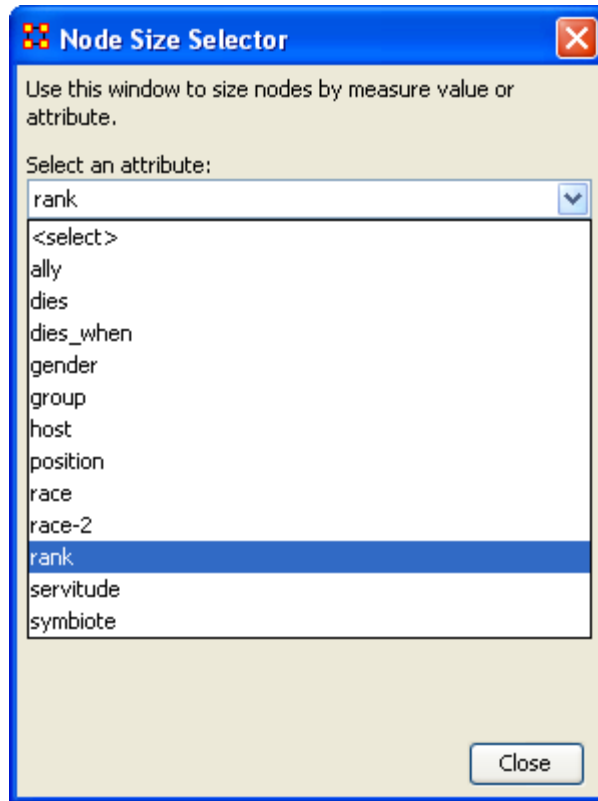 Node Size Selector
Use this window to size nodes by measure value or
attribute.
Select an attribute:
rank
<select>
ally
dies
dies_when
gender
group
host
position
race
race-2
rank
servitude
symbiote
Close